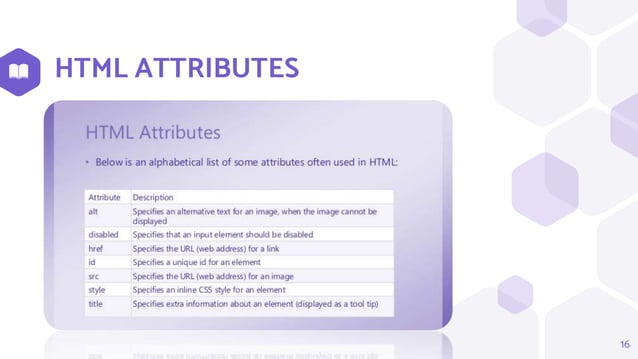 HTML ATTRIBUTES
HTML Attributes
• Below is an alphabetical list of some attributes often used in HTML:
Attribute Description
alt Specifies an alternative text for an image, when the image cannot be
displayed
disabled Specifies that an input element should be disabled
href Specifies the URL (web address) for a link
id Specifies a unique id for an element
src Specifies the URL (web address) for an image
style Specifies an inline CSS style for an element
title Specifies extra information about an element (displayed as a tool tip)
16